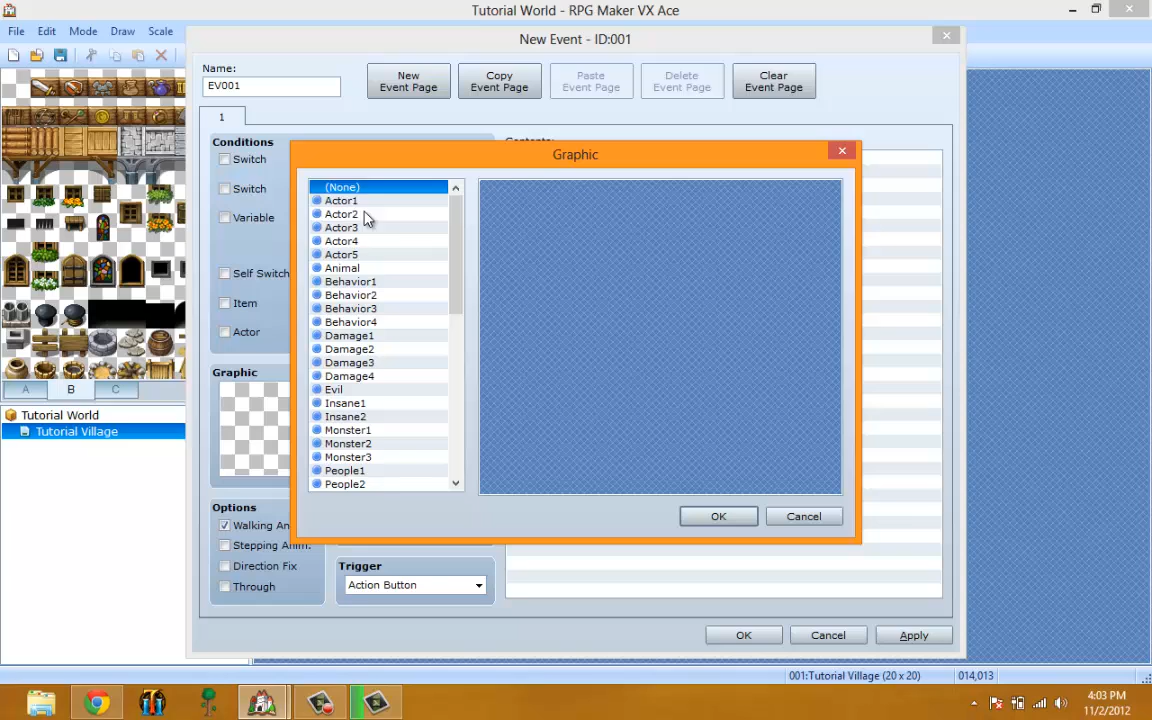 Tutorial World - RPG Maker VX Ace
File Edit Mode Draw Scale
New Event - ID:001
Name:
EV001
New
Event Page
Copy
Event Page
Paste
Event Page
Delete
Event Page
Clear
Event Page
1
Conditions
Switch
Switch
Variable
Self Switch
Item
Actor
Graphic
Options
Walking An
Stepping Anim.
Direction Fix
Through
Trigger
Action Button
Contents:
Graphic
(None)
Actor1
Actor2
Actor3
Actor4
Actor5
Animal
Behavior1
Behavior2
Behavior3
Behavior4
Damage1
Damage2
Damage3
Damage4
Evil
Insane1
Insane2
Monster1
Monster2
Monster3
People1
People2
OK Cancel
OK Cancel Apply
A B C
Tutorial World
Tutorial Village
001:Tutorial Village (20 x 20) 014,013
4:03 PM
11/2/2012